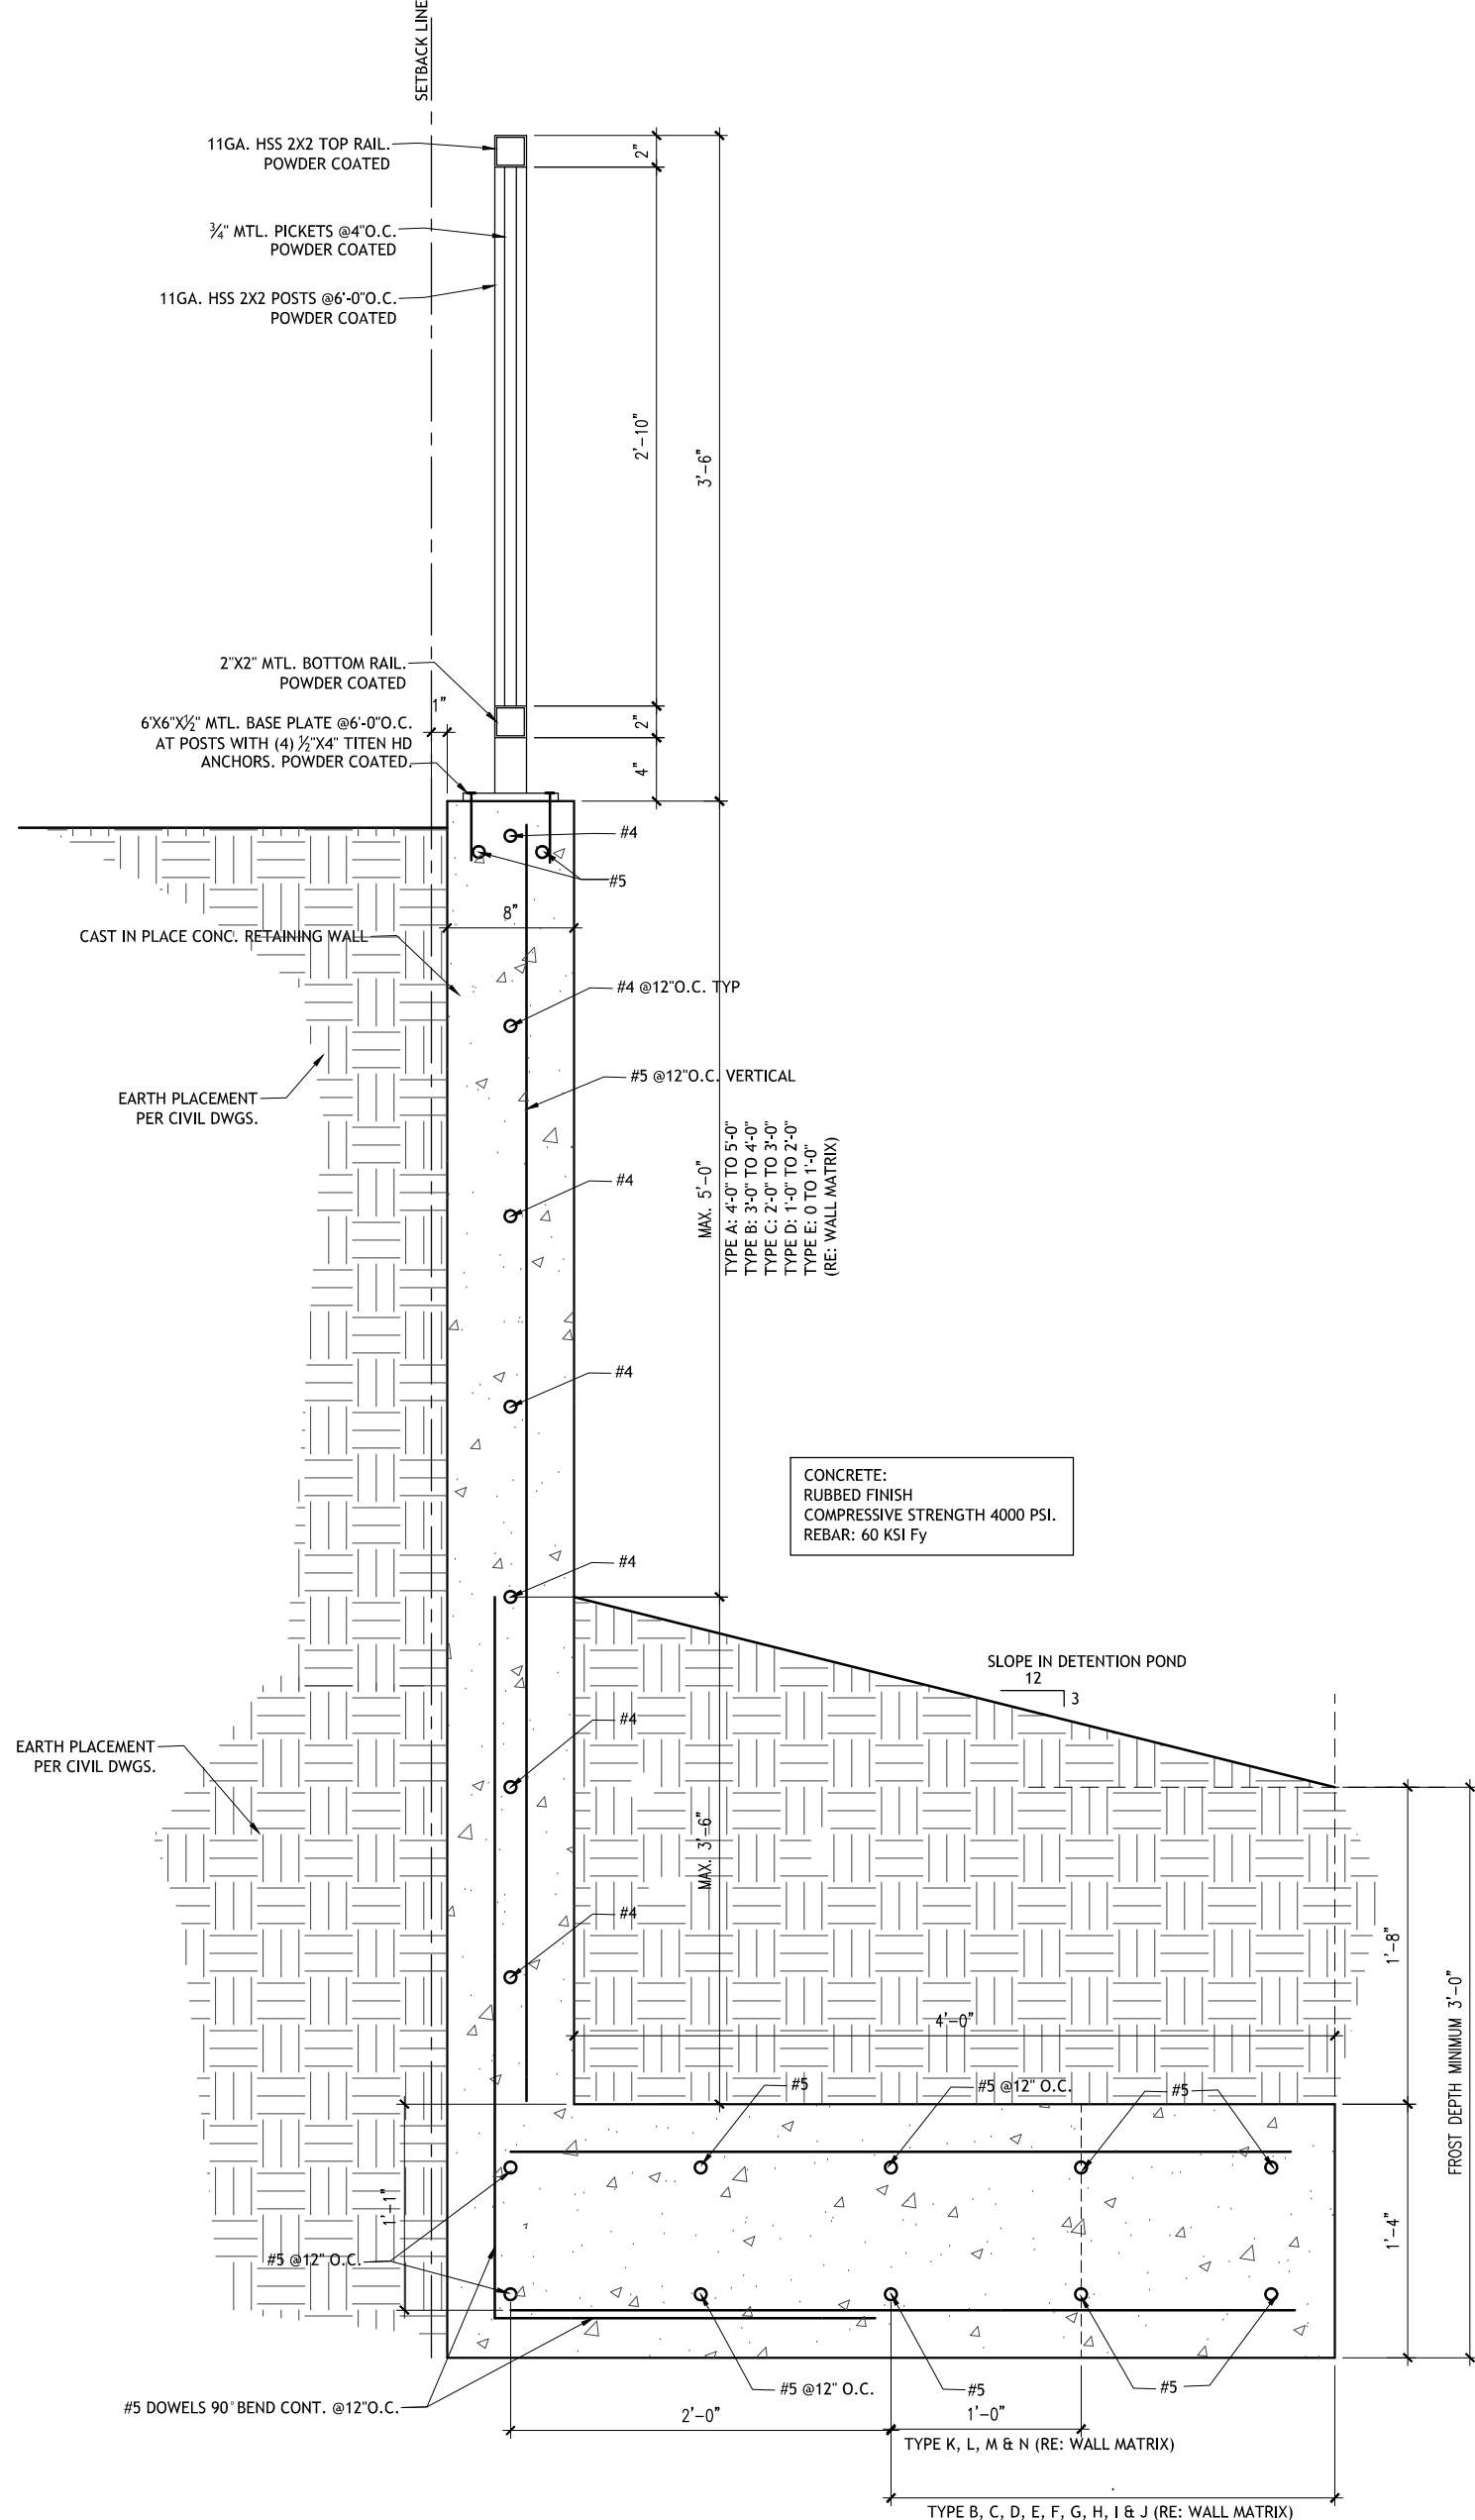 SETBACK LINE
11GA. HSS 2X2 TOP RAIL.
POWDER COATED
2"
¾" MTL. PICKETS @4"O.C.
POWDER COATED
11GA. HSS 2X2 POSTS @6'-0"O.C.
POWDER COATED
2'-10"
3'-6"
2"X2" MTL. BOTTOM RAIL.
POWDER COATED
1"
6'X6"X½" MTL. BASE PLATE @6'-0"O.C.
AT POSTS WITH (4) ½"X4" TITEN HD
ANCHORS. POWDER COATED.
2"
4"
#4
#5
8"
CAST IN PLACE CONC. RETAINING WALL
#4 @12"O.C. TYP
#5 @12"O.C. VERTICAL
EARTH PLACEMENT
PER CIVIL DWGS.
MAX. 5'-0"
TYPE A: 4'-0" TO 5'-0"
TYPE B: 3'-0" TO 4'-0"
TYPE C: 2'-0" TO 3'-0"
TYPE D: 1'-0" TO 2'-0"
TYPE E: 0 TO 1'-0"
(RE: WALL MATRIX)
#4
#4
CONCRETE:
RUBBED FINISH
COMPRESSIVE STRENGTH 4000 PSI.
REBAR: 60 KSI Fy
#4
SLOPE IN DETENTION POND
12
3
#4
EARTH PLACEMENT
PER CIVIL DWGS.
MAX. 3'-6"
#4
1'-8"
FROST DEPTH MINIMUM 3'-0"
4'-0"
#5
#5 @12" O.C.
#5
1'-1"
1'-4"
#5 @12" O.C.
#5 @12" O.C.
#5
#5
#5 DOWELS 90°BEND CONT. @12"O.C.
2'-0"
1'-0"
TYPE K, L, M & N (RE: WALL MATRIX)
TYPE B, C, D, E, F, G, H, I & J (RE: WALL MATRIX)